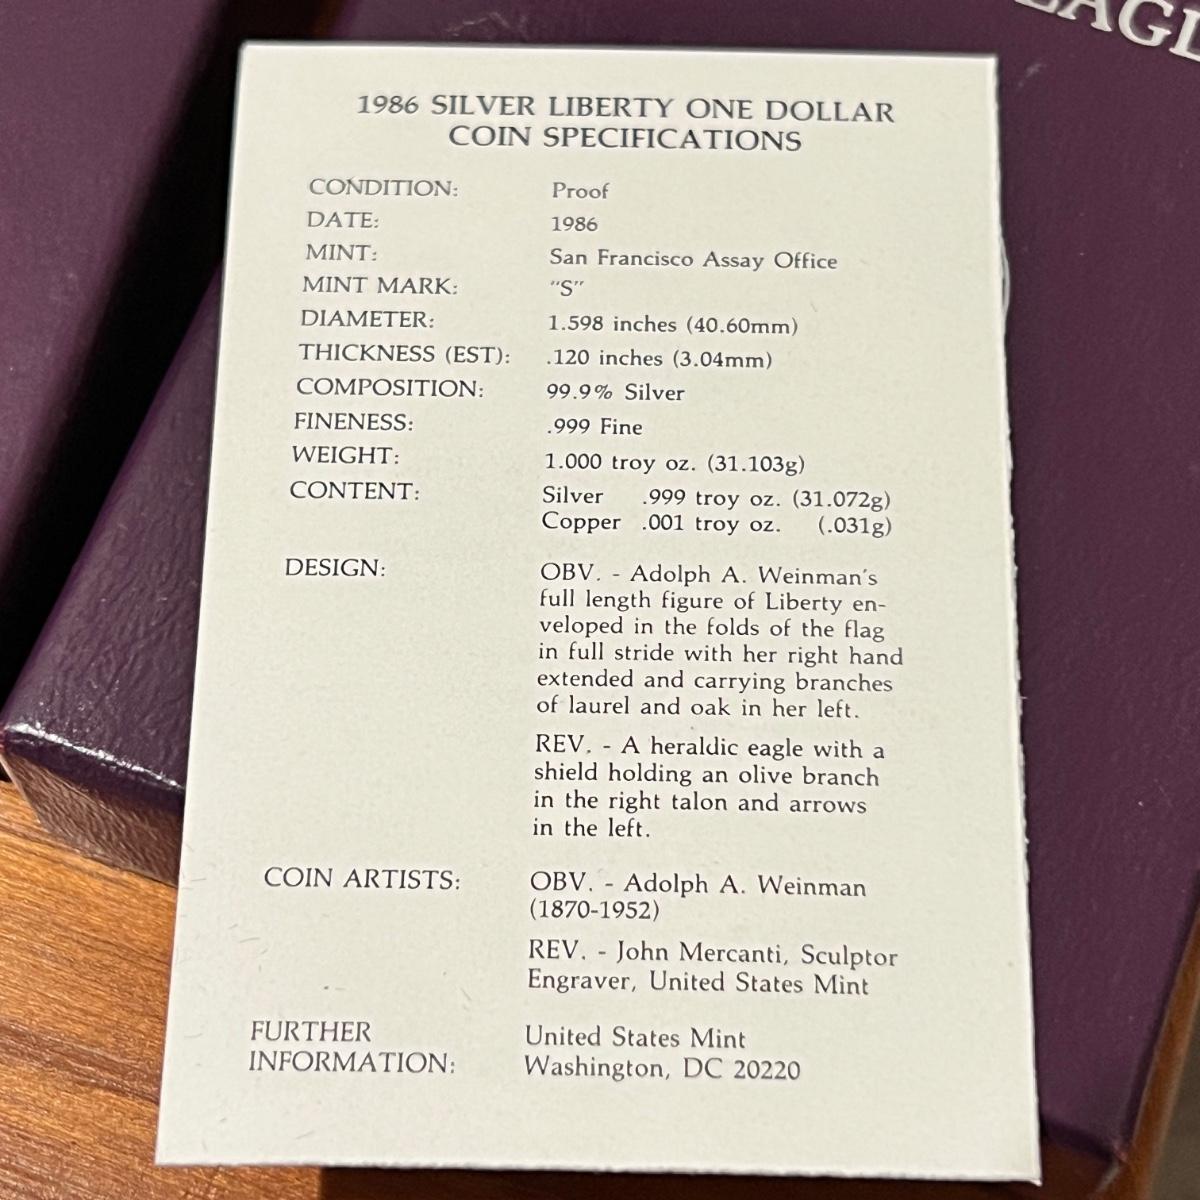 EAGL
1986 SILVER LIBERTY ONE DOLLAR
COIN SPECIFICATIONS
CONDITION: Proof
DATE: 1986
MINT: San Francisco Assay Office
MINT MARK: "S"
DIAMETER: 1.598 inches (40.60mm)
THICKNESS (EST): .120 inches (3.04mm)
COMPOSITION: 99.9% Silver
FINENESS: .999 Fine
WEIGHT: 1.000 troy oz. (31.103g)
CONTENT: Silver .999 troy oz. (31.072g)
Copper .001 troy oz. (.031g)
DESIGN: OBV. - Adolph A. Weinman's
full length figure of Liberty en-
veloped in the folds of the flag
in full stride with her right hand
extended and carrying branches
of laurel and oak in her left.
REV. - A heraldic eagle with a
shield holding an olive branch
in the right talon and arrows
in the left.
COIN ARTISTS: OBV. - Adolph A. Weinman
(1870-1952)
REV. - John Mercanti, Sculptor
Engraver, United States Mint
FURTHER United States Mint
INFORMATION: Washington, DC 20220